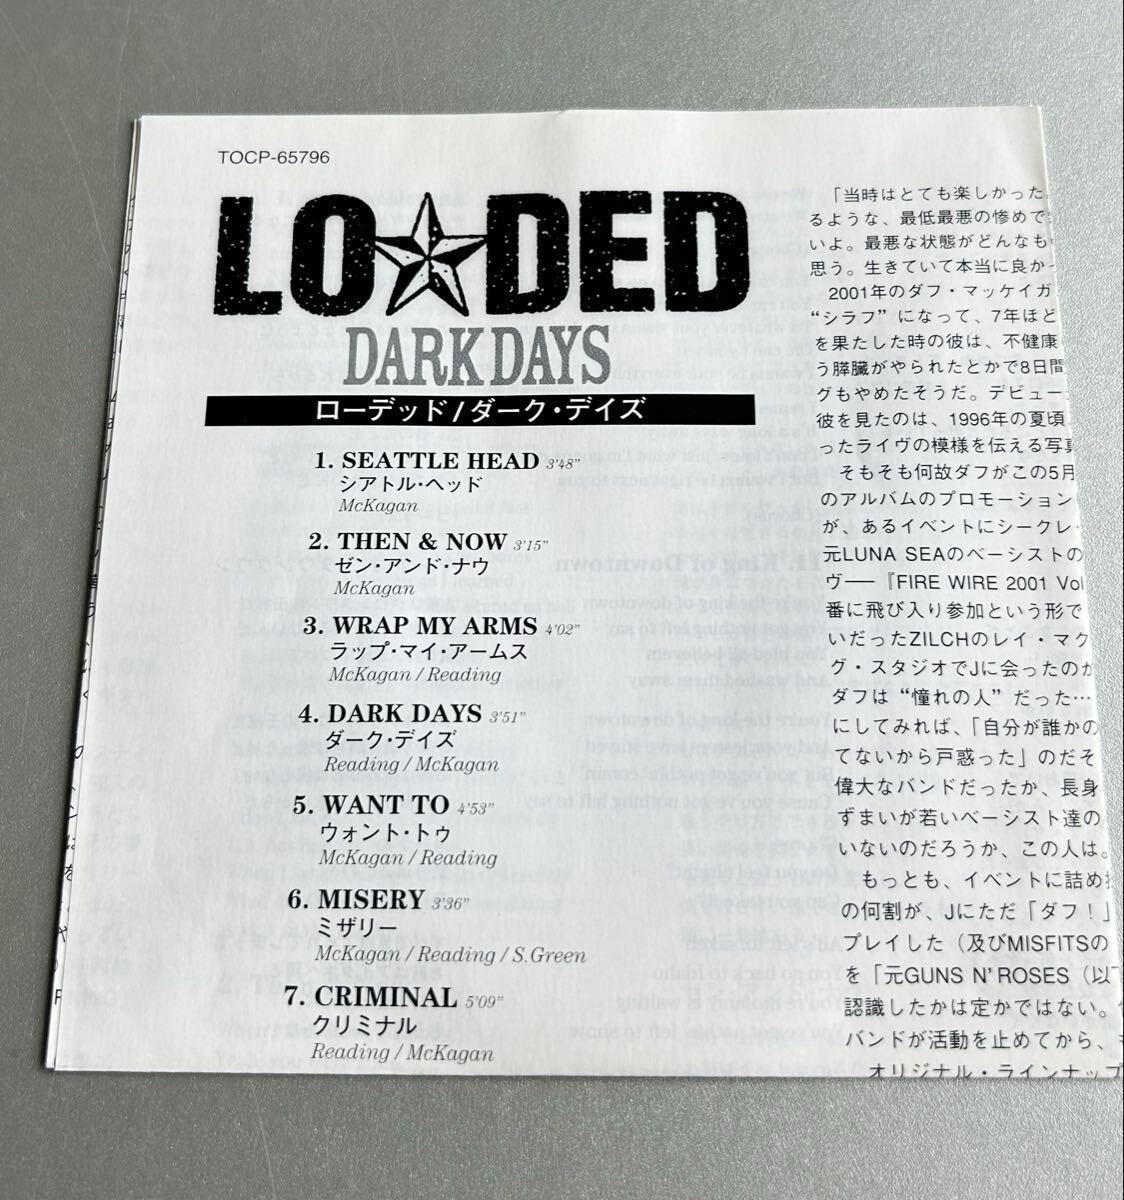 TOCP-65796
LO★DED
DARK DAYS
ローデッド/ダーク・デイズ
1. SEATTLE HEAD 3'48"
シアトル・ヘッド
McKagan
2. THEN & NOW 3'15"
ゼン・アンド・ナウ
McKagan
3. WRAP MY ARMS 4'02"
ラップ・マイ・アームス
McKagan / Reading
4. DARK DAYS 3'51"
ダーク・デイズ
Reading / McKagan
5. WANT TO 4'53"
ウォント・トゥ
McKagan / Reading
6. MISERY 3'36"
ミザリー
McKagan / Reading / S.Green
7. CRIMINAL 5'09"
クリミナル
Reading / McKagan
「当時はとても楽しかった
るような、最低最悪の惨めで
いよ。最悪な状態がどんなも
思う。生きていて本当に良か
2001年のダフ・マッケイガ
“シラフ”になって、7年ほど
を果たした時の彼は、不健康
う膵臓がやられたとかで8日間
グもやめたそうだ。デビュー
彼を見たのは、1996年の夏頃
ったライヴの模様を伝える写真
そもそも何故ダフがこの5月
のアルバムのプロモーション
が、あるイベントにシークレ
元LUNA SEAのベーシストの
ヴ――『FIRE WIRE 2001 Vol
番に飛び入り参加という形で
いだったZILCHのレイ・マク
グ・スタジオでJに会ったのか
ダフは“憧れの人”だった…
にしてみれば、「自分が誰かの
てないから戸惑った」のだそ
偉大なバンドだったか、長身
ずまいが若いベーシスト達の
いないのだろうか、この人は。
もっとも、イベントに詰め
の何割が、Jにただ「ダフ！」
プレイした（及びMISFITSの
を「元GUNS N' ROSES（以下
認識したかは定かではない。
バンドが活動を止めてから、
オリジナル・ラインナップ